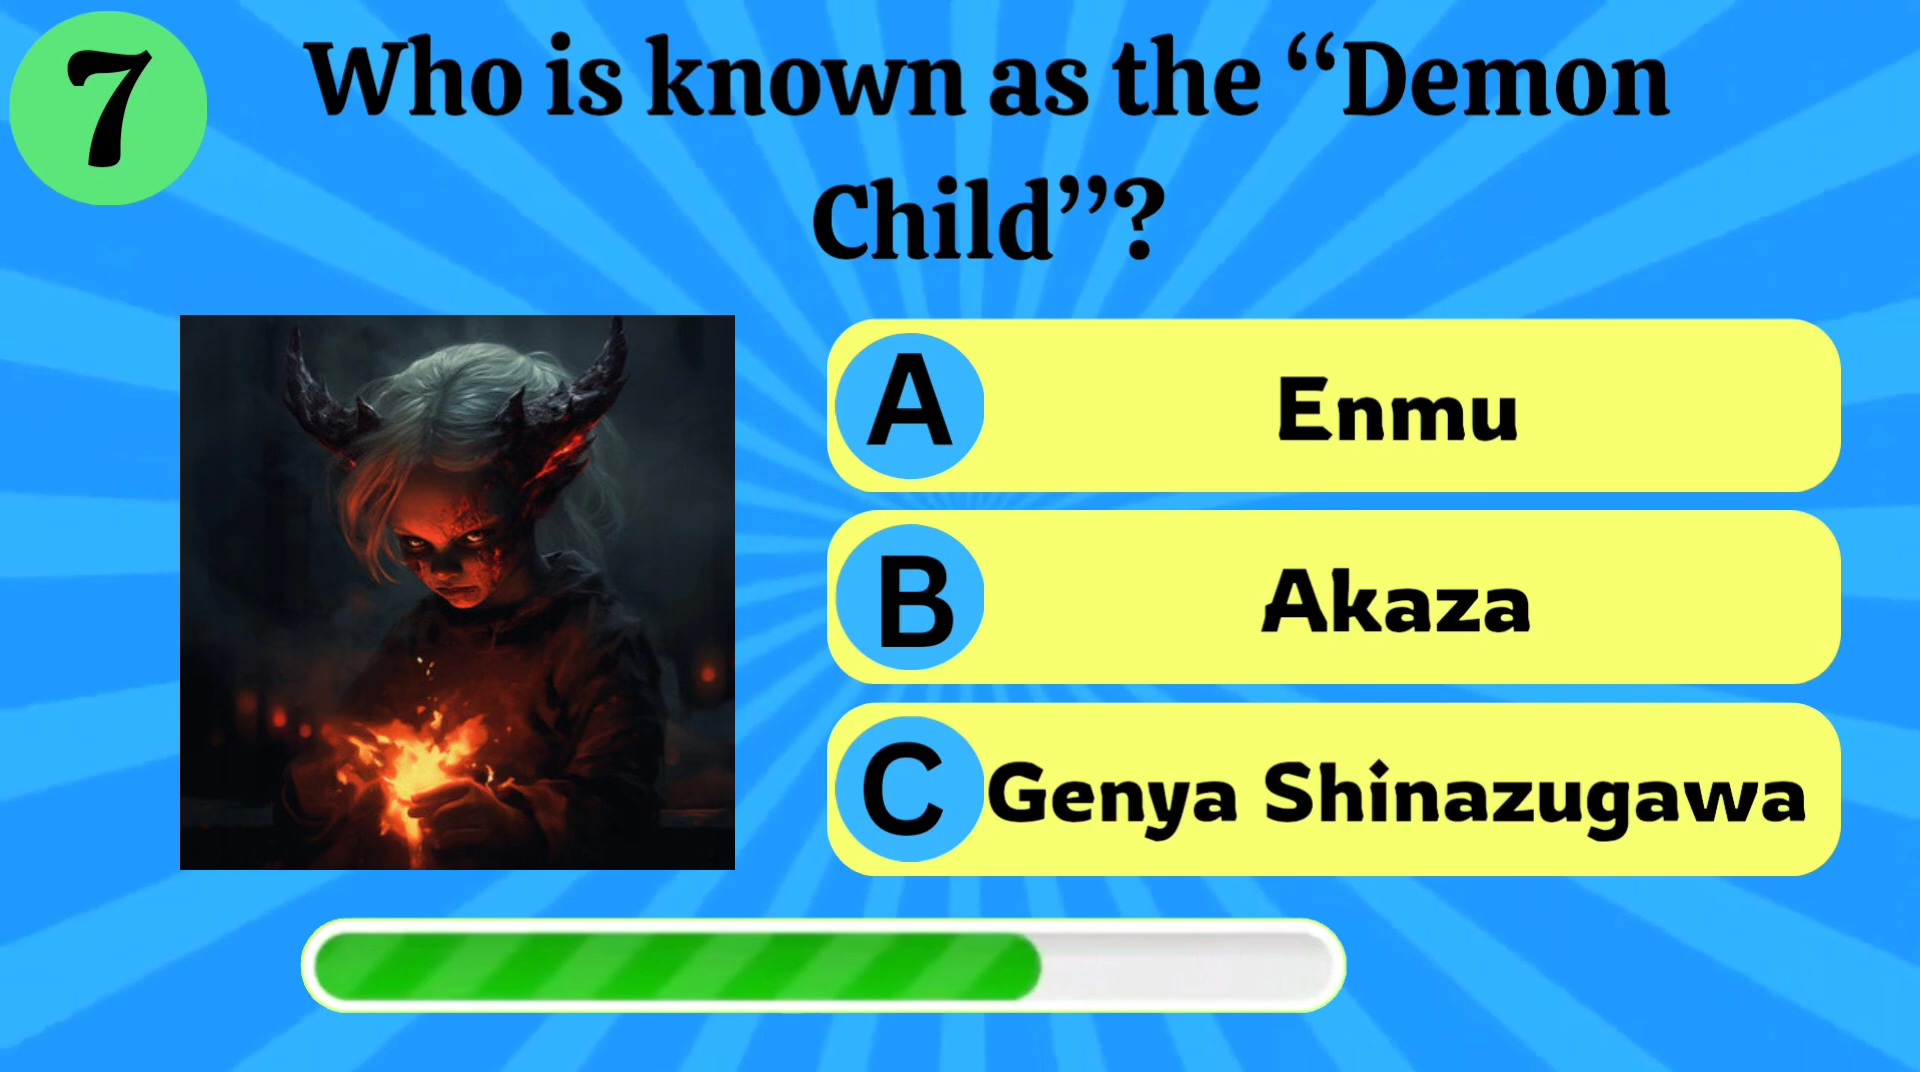 7
Who is known as the “Demon
Child”?
A Enmu
B Akaza
C Genya Shinazugawa